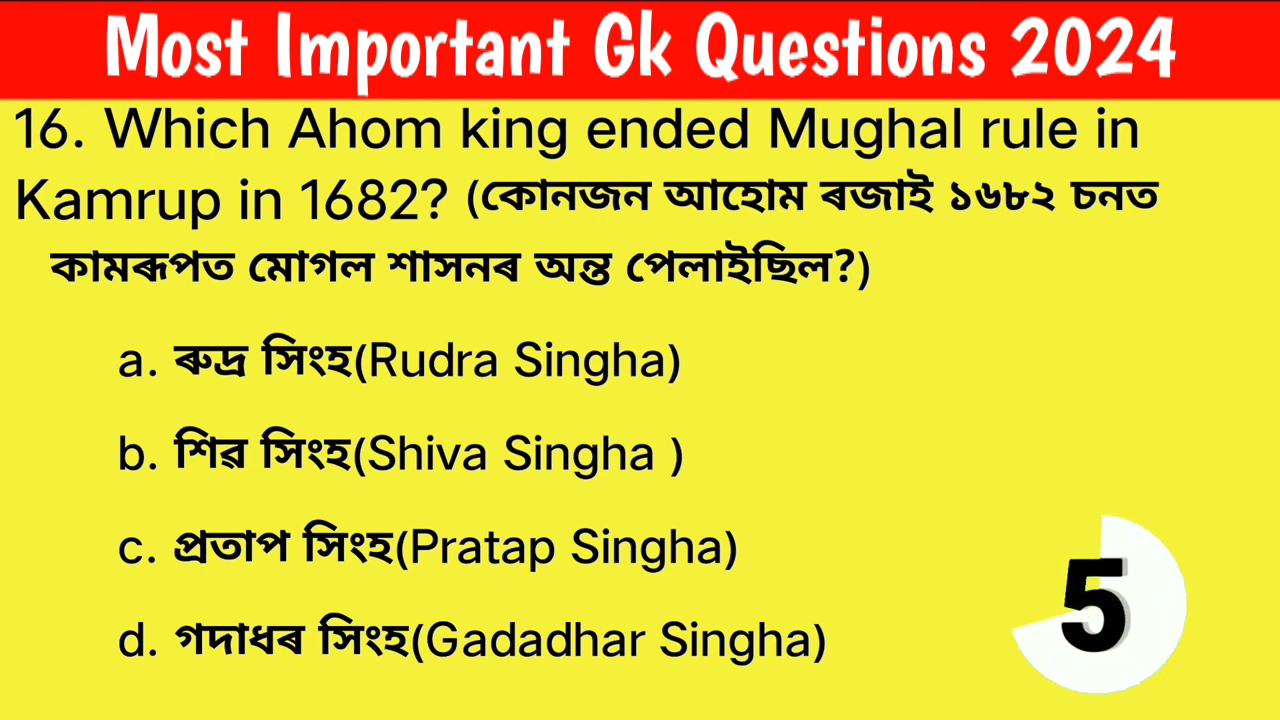 Most Important Gk Questions 2024
16. Which Ahom king ended Mughal rule in
Kamrup in 1682? (কোনজন আহোম ৰজাই ১৬৮২ চনত
কামৰূপত মোগল শাসনৰ অন্ত পেলাইছিল?)
a. ৰুদ্ৰ সিংহ(Rudra Singha)
b. শিৱ সিংহ(Shiva Singha )
c. প্ৰতাপ সিংহ(Pratap Singha)
d. গদাধৰ সিংহ(Gadadhar Singha)
5